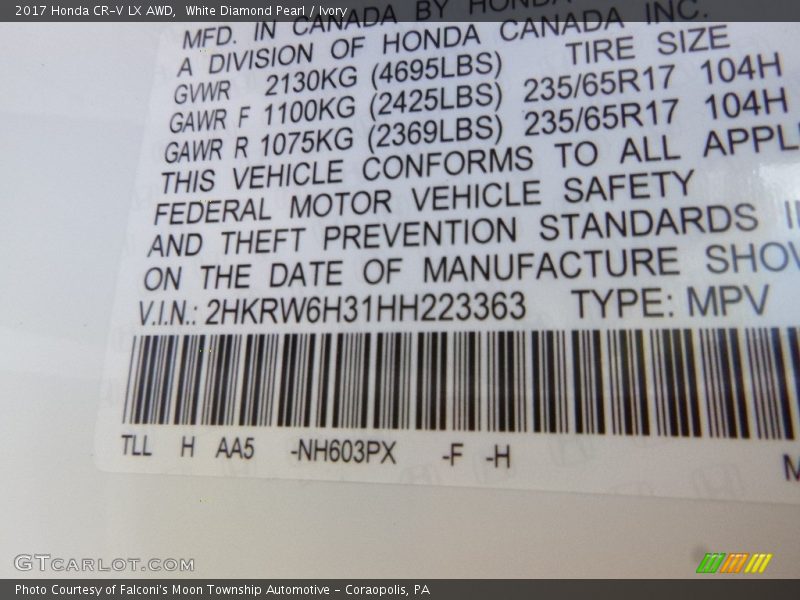 2017 Honda CR-V LX AWD, White Diamond Pearl / Ivory
MFD. IN CANADA BY HONDA
A DIVISION OF HONDA CANADA INC.
GVWR 2130KG (4695LBS) TIRE SIZE
GAWR F 1100KG (2425LBS) 235/65R17 104H
GAWR R 1075KG (2369LBS) 235/65R17 104H
THIS VEHICLE CONFORMS TO ALL APPL
FEDERAL MOTOR VEHICLE SAFETY
AND THEFT PREVENTION STANDARDS I
ON THE DATE OF MANUFACTURE SHOW
V.I.N.: 2HKRW6H31HH223363 TYPE: MPV
TLL H AA5 -NH603PX -F -H M
GTCARLOT.COM
Photo Courtesy of Falconi's Moon Township Automotive - Coraopolis, PA